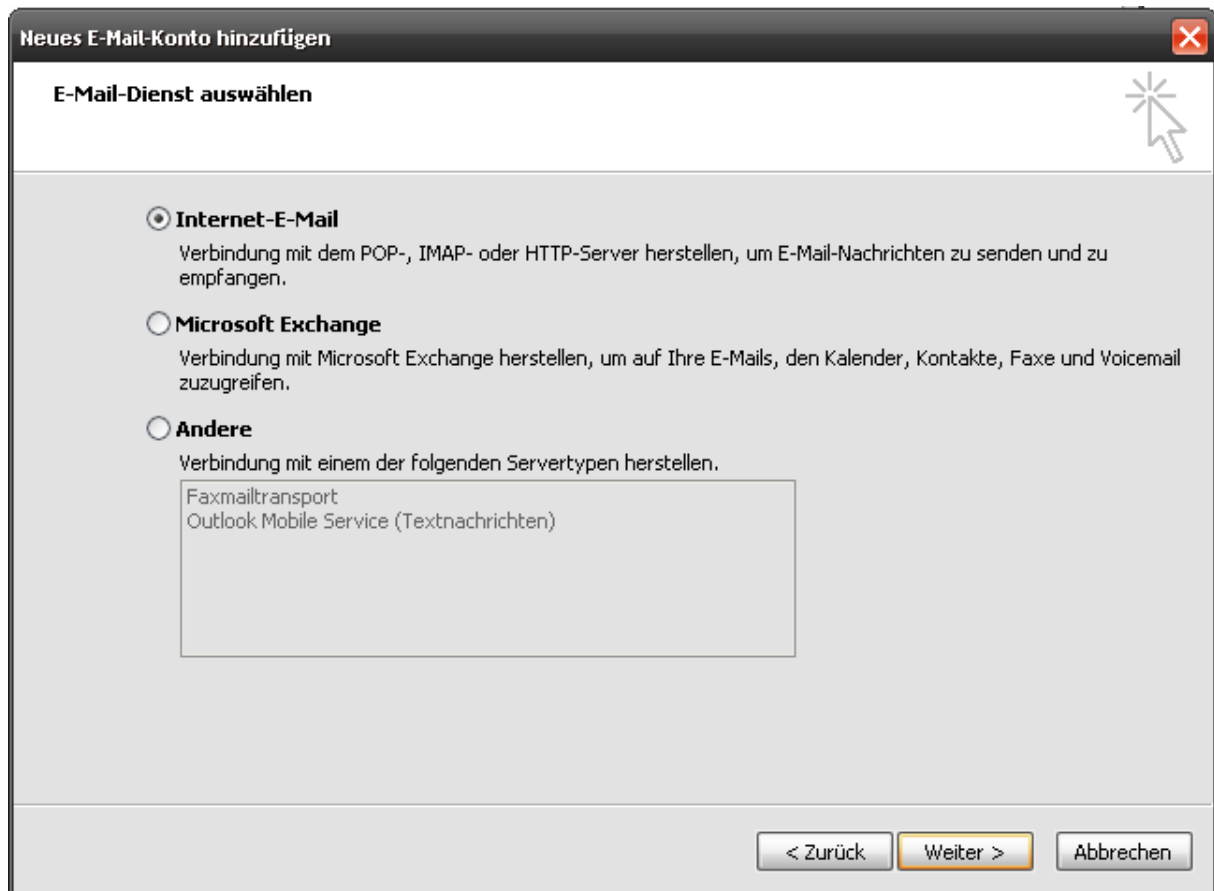 Neues E-Mail-Konto hinzufügen
E-Mail-Dienst auswählen
Internet-E-Mail
Verbindung mit dem POP-, IMAP- oder HTTP-Server herstellen, um E-Mail-Nachrichten zu senden und zu
empfangen.
Microsoft Exchange
Verbindung mit Microsoft Exchange herstellen, um auf Ihre E-Mails, den Kalender, Kontakte, Faxe und Voicemail
zuzugreifen.
Andere
Verbindung mit einem der folgenden Servertypen herstellen.
Faxmailtransport
Outlook Mobile Service (Textnachrichten)
< Zurück Weiter > Abbrechen